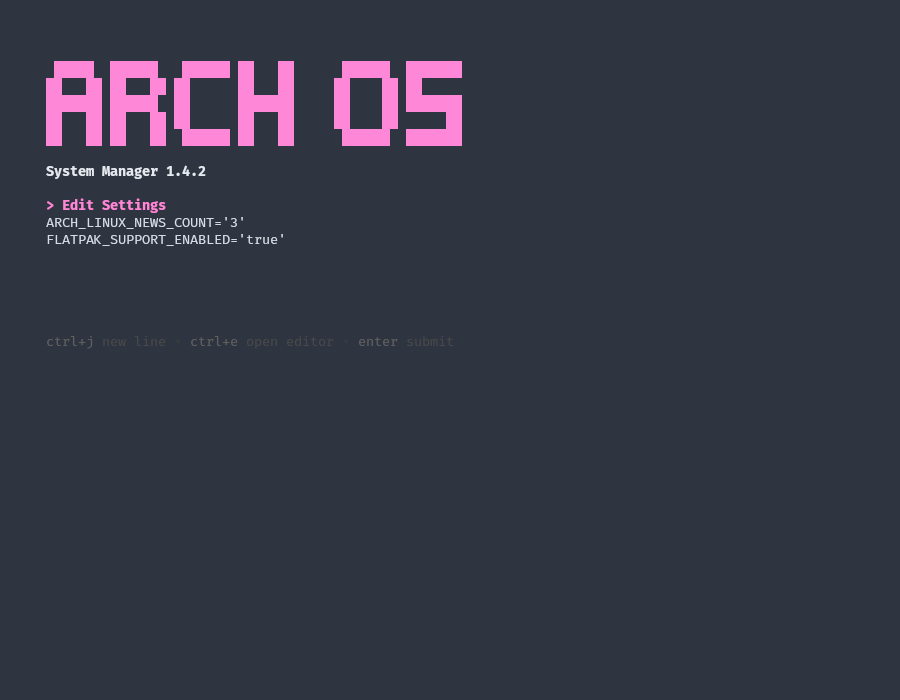 ARCH OS
System Manager 1.4.2
> Edit Settings
ARCH_LINUX_NEWS_COUNT='3'
FLATPAK_SUPPORT_ENABLED='true'
ctrl+j new line · ctrl+e open editor · enter submit